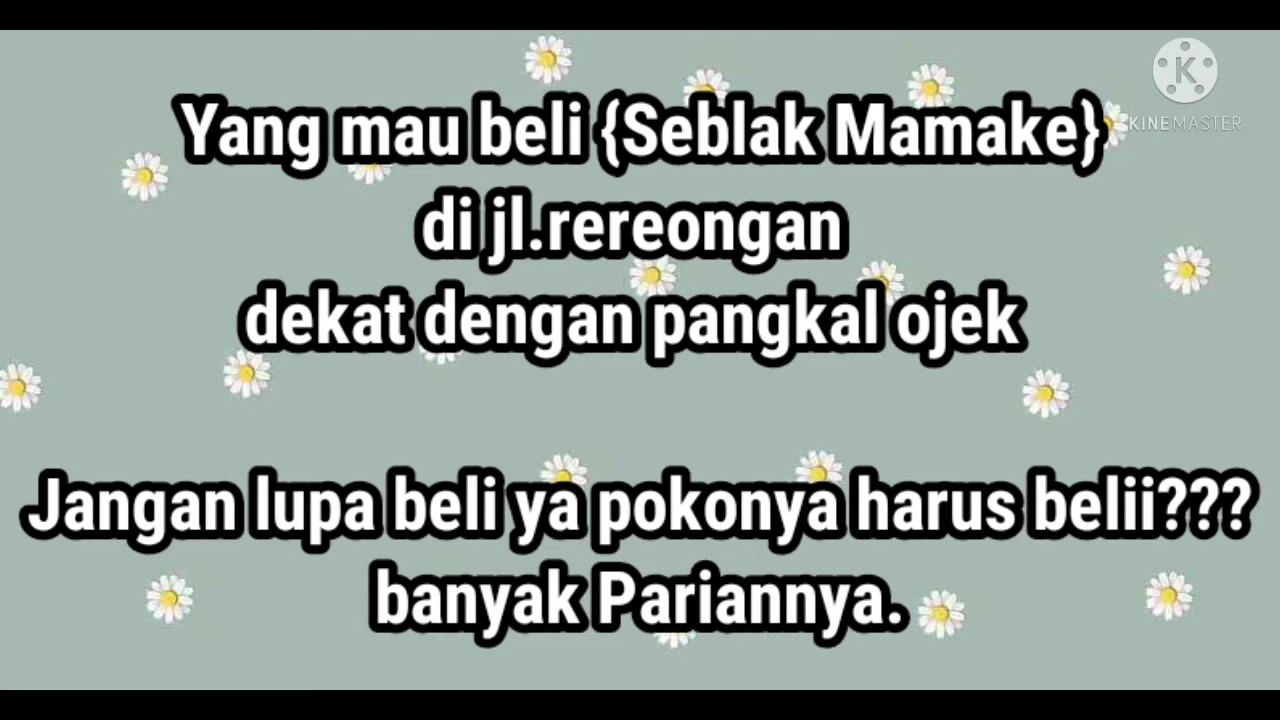 K
KINEMASTER
Yang mau beli {Seblak Mamake}
di jl.rereongan
dekat dengan pangkal ojek
Jangan lupa beli ya pokonya harus belii???
banyak Pariannya.